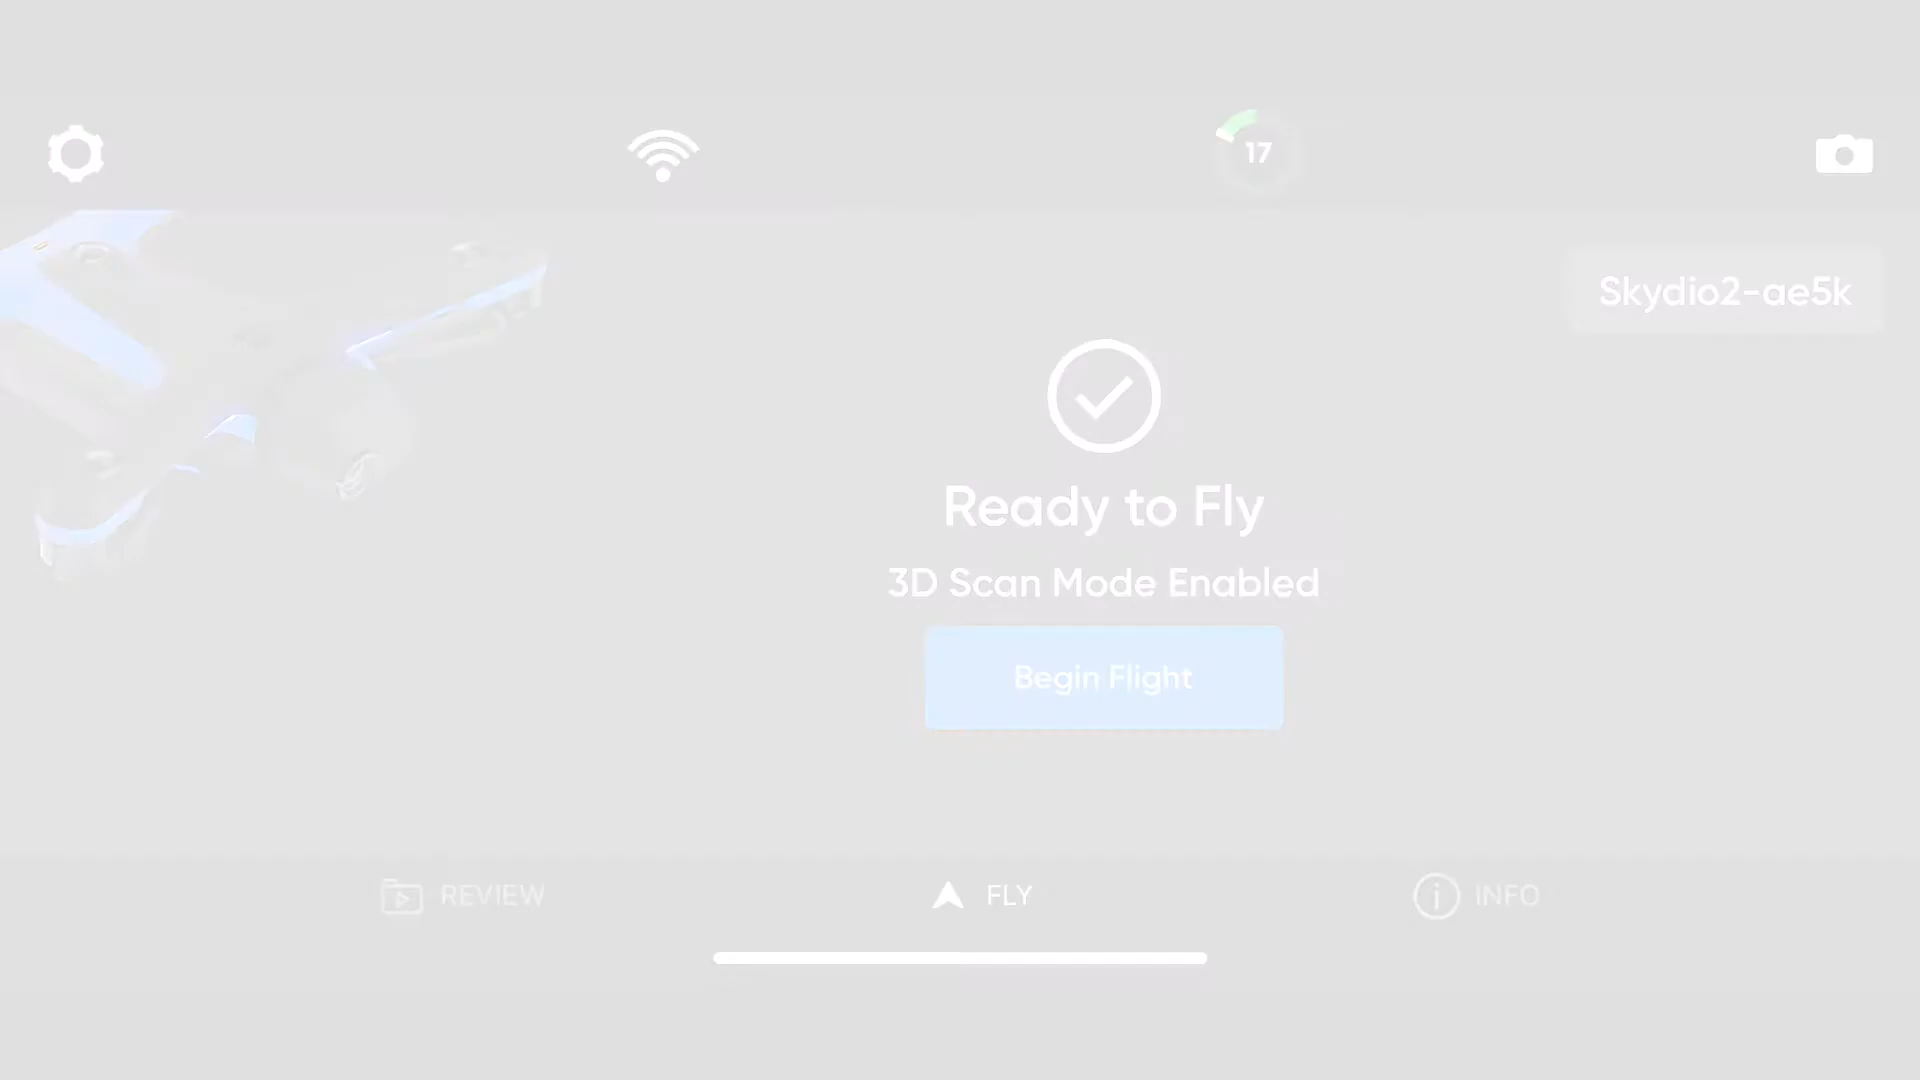 17
Skydio2-ae5k
Ready to Fly
3D Scan Mode Enabled
Begin Flight
REVIEW
FLY
INFO